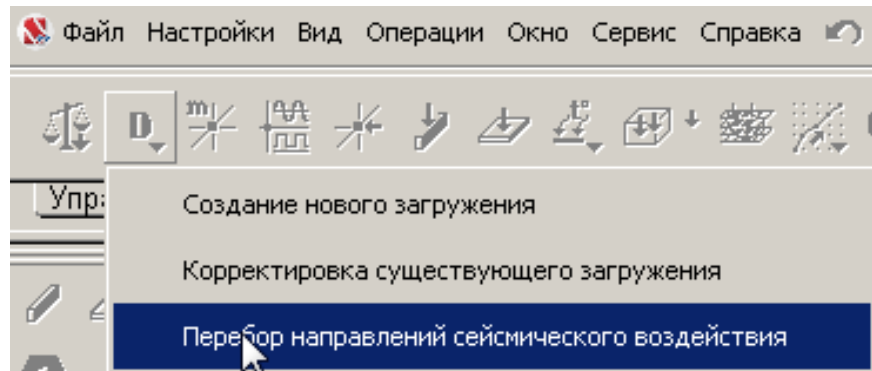 Файл Настройки Вид Операции Окно Сервис Справка
D m t°
Упр
Создание нового загружения
Корректировка существующего загружения
Перебор направлений сейсмического воздействия